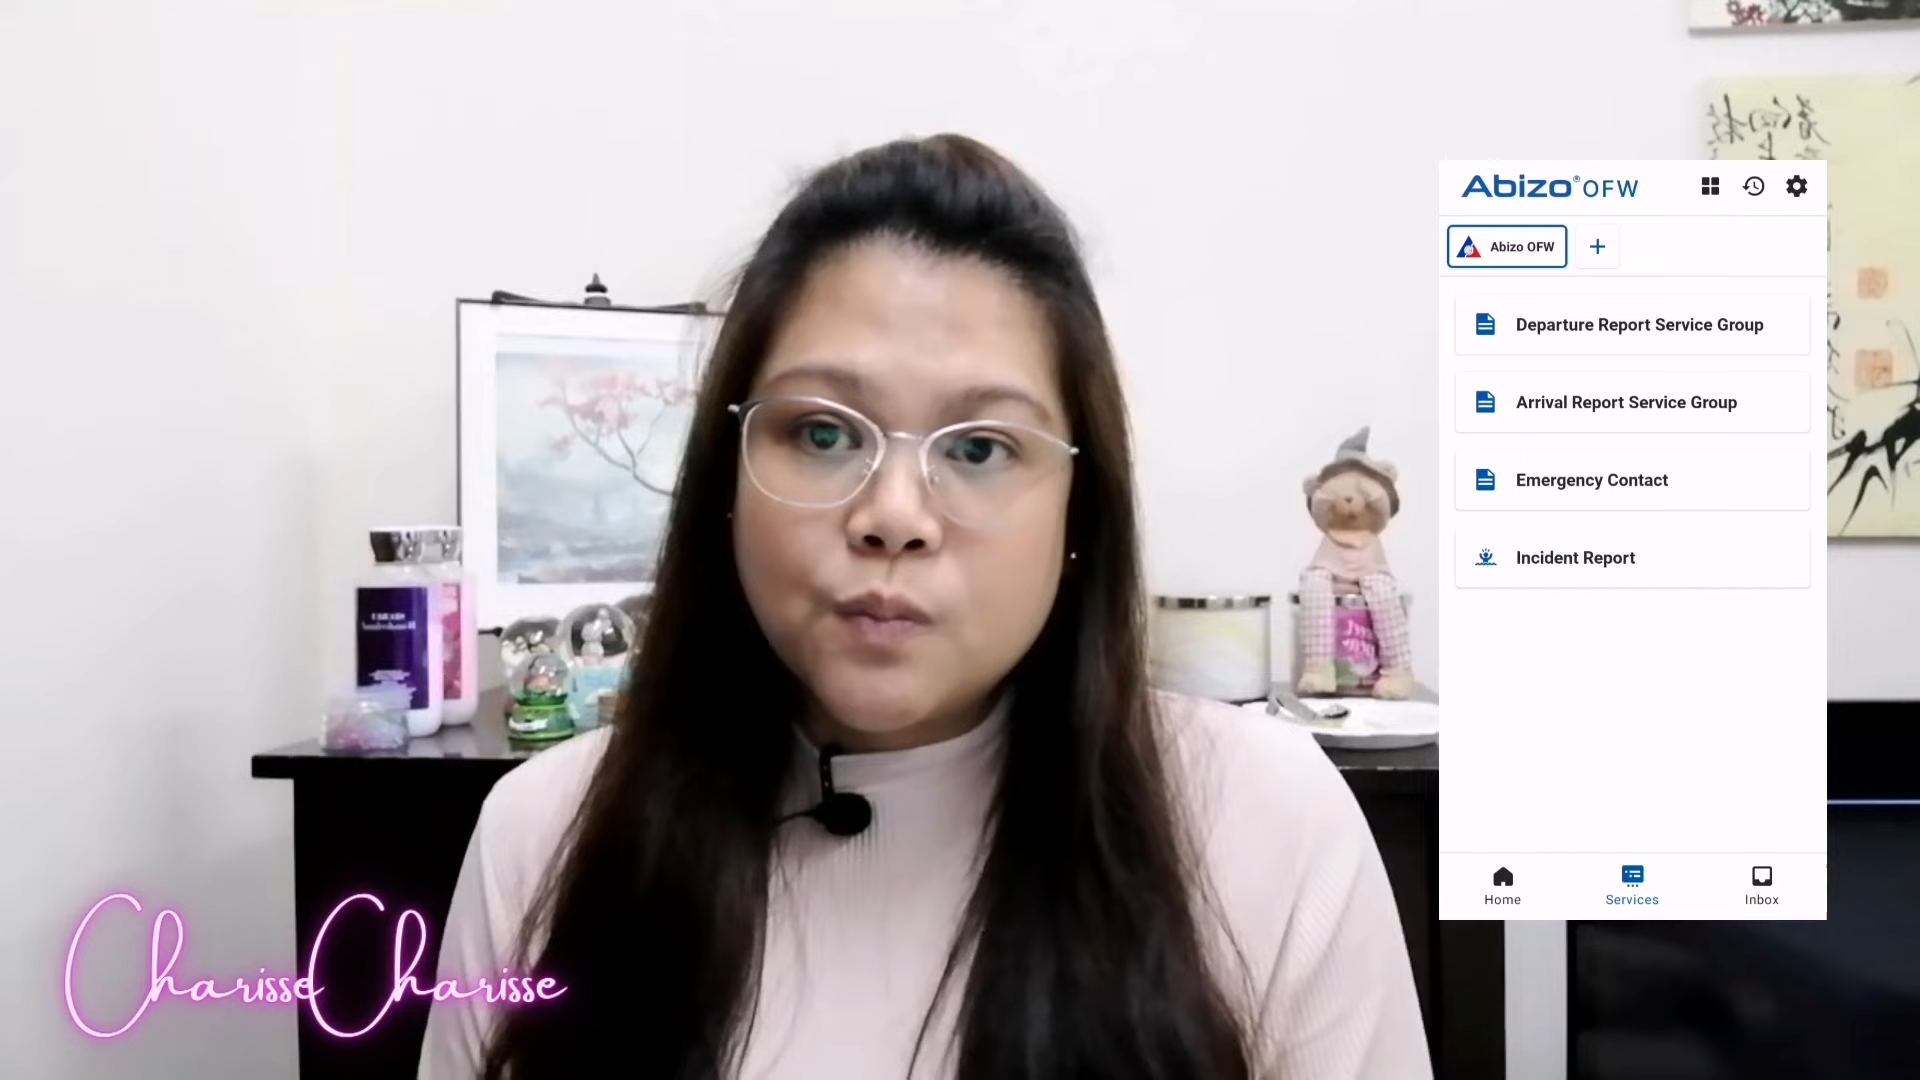 Abizo® OFW
Abizo OFW
Departure Report Service Group
Arrival Report Service Group
Emergency Contact
Incident Report
Home
Services
Inbox
CharisseCharisse